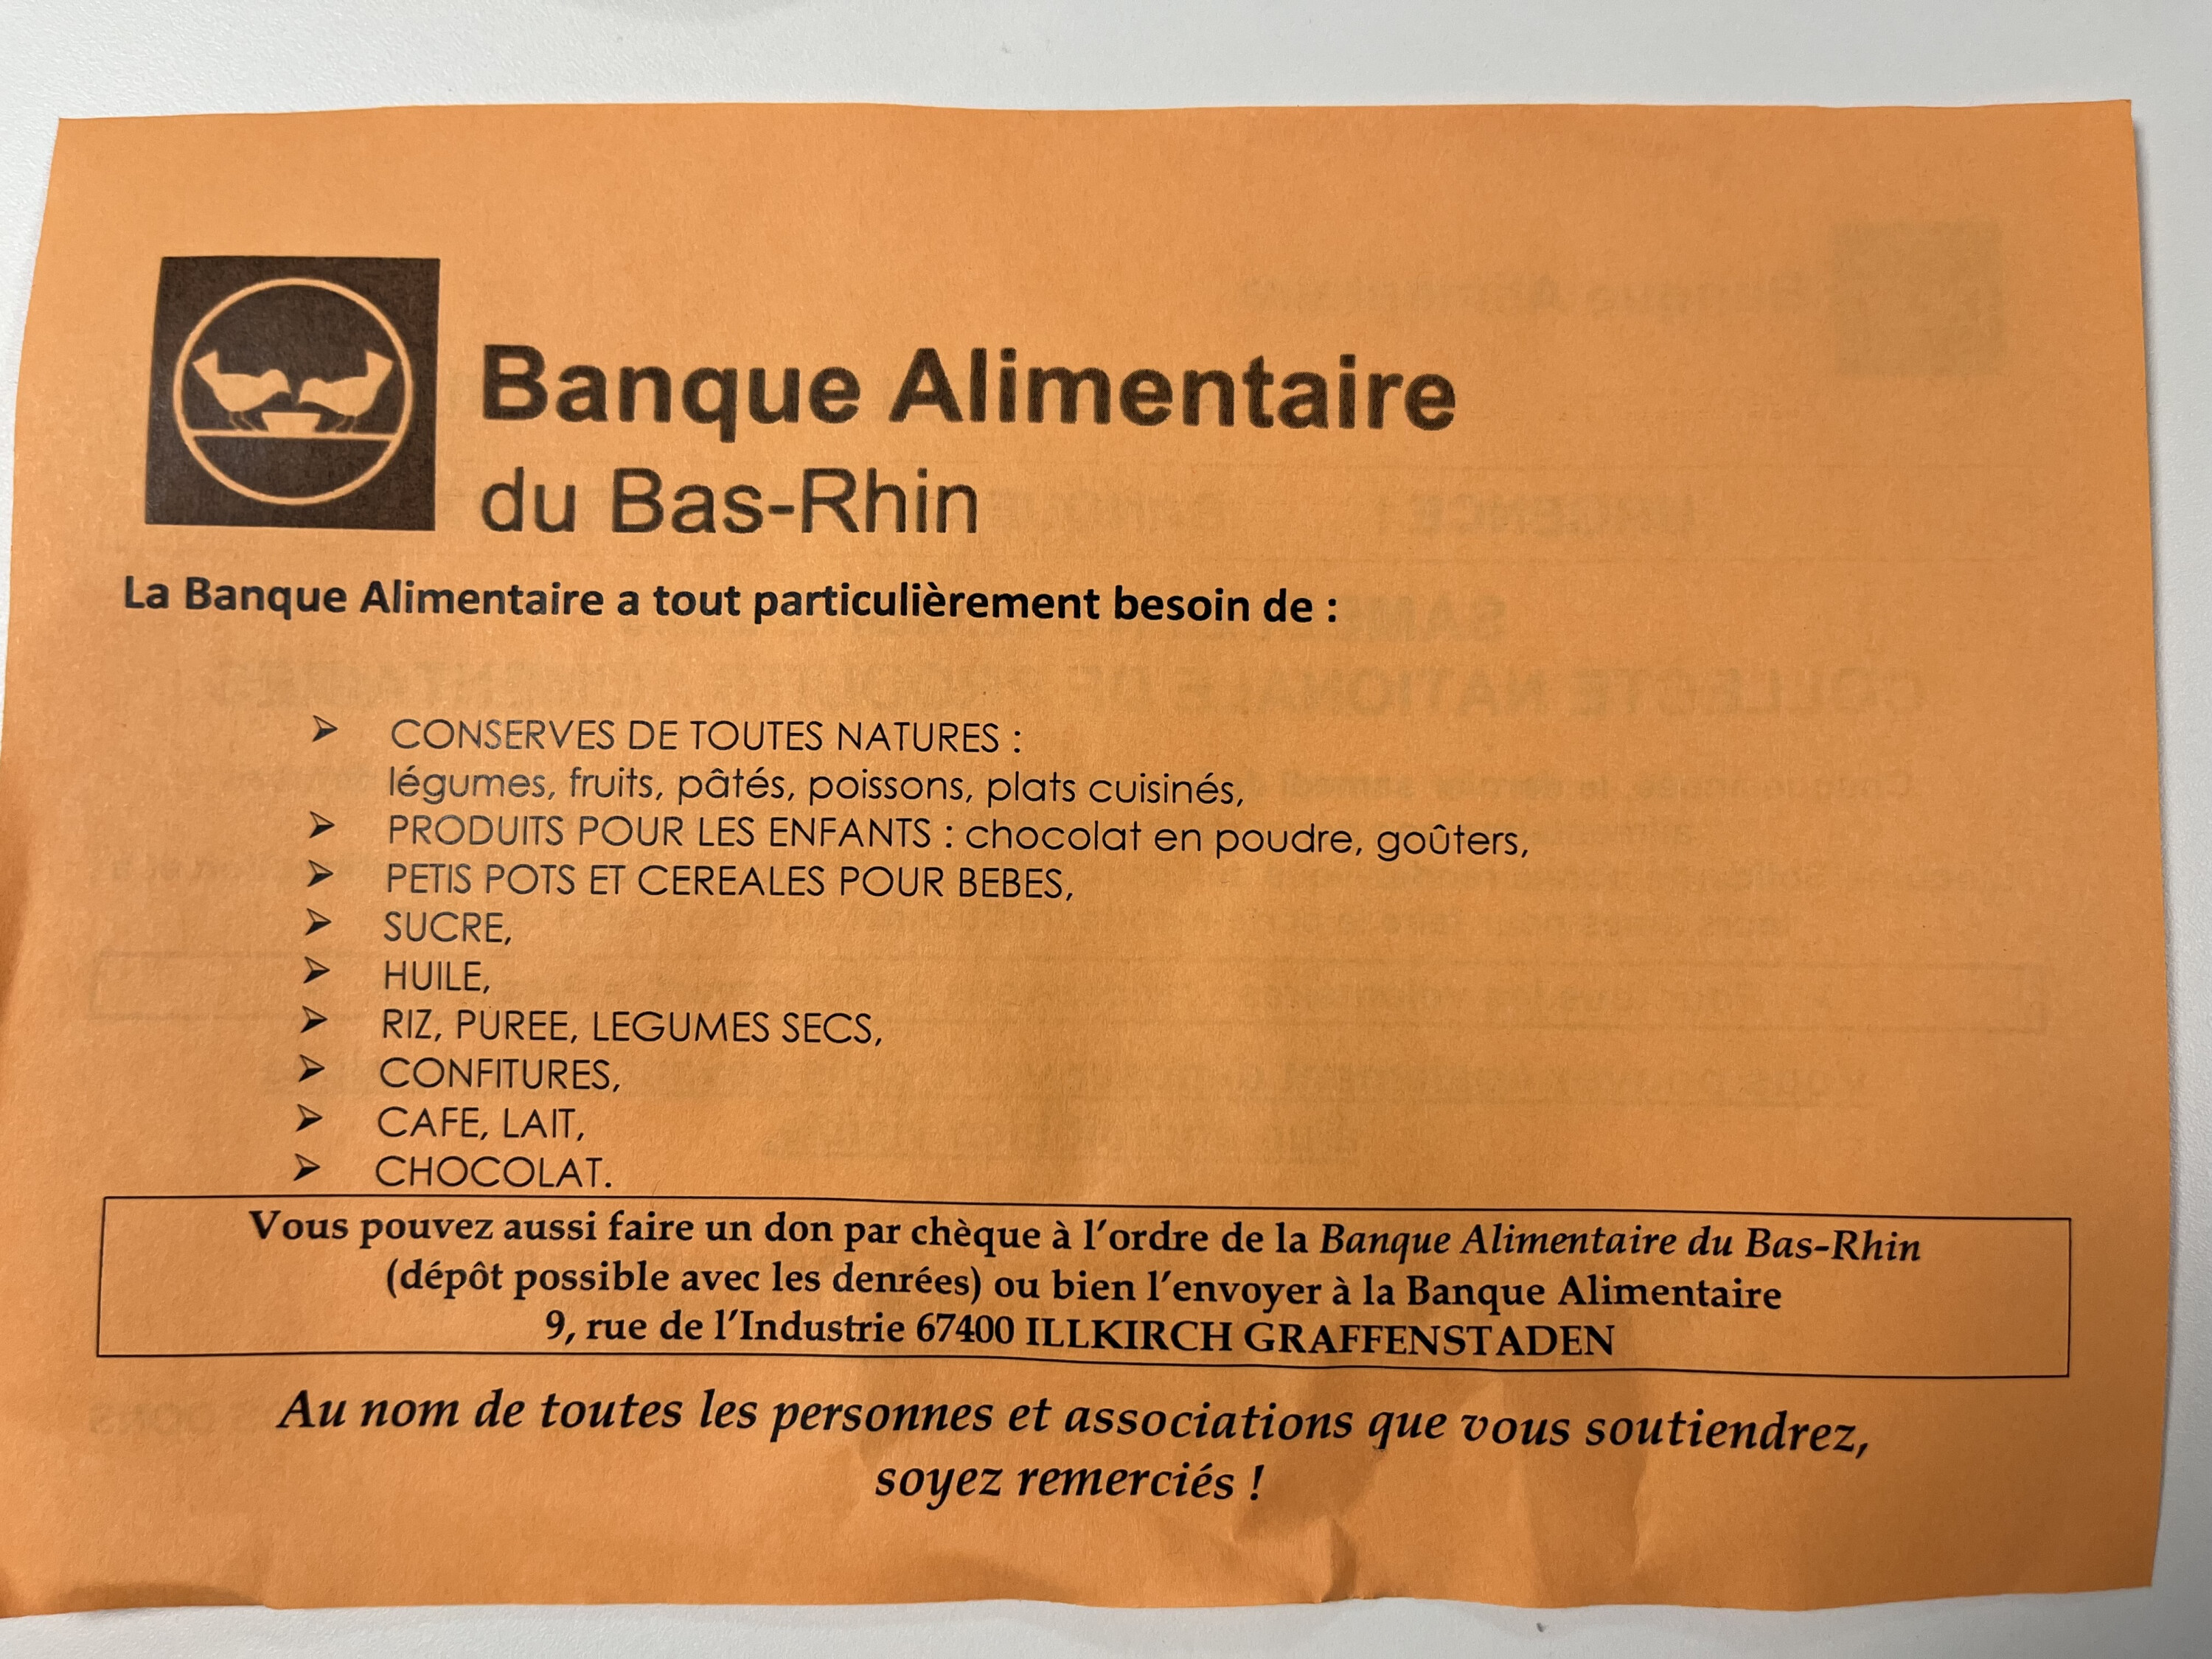 Banque Alimentaire
du Bas-Rhin
La Banque Alimentaire a tout particulièrement besoin de :
➢ CONSERVES DE TOUTES NATURES :
légumes, fruits, pâtés, poissons, plats cuisinés,
➢ PRODUITS POUR LES ENFANTS : chocolat en poudre, goûters,
➢ PETIS POTS ET CEREALES POUR BEBES,
➢ SUCRE,
➢ HUILE,
➢ RIZ, PUREE, LEGUMES SECS,
➢ CONFITURES,
➢ CAFE, LAIT,
➢ CHOCOLAT.
Vous pouvez aussi faire un don par chèque à l'ordre de la Banque Alimentaire du Bas-Rhin
(dépôt possible avec les denrées) ou bien l'envoyer à la Banque Alimentaire
9, rue de l'Industrie 67400 ILLKIRCH GRAFFENSTADEN
Au nom de toutes les personnes et associations que vous soutiendrez,
soyez remerciés !